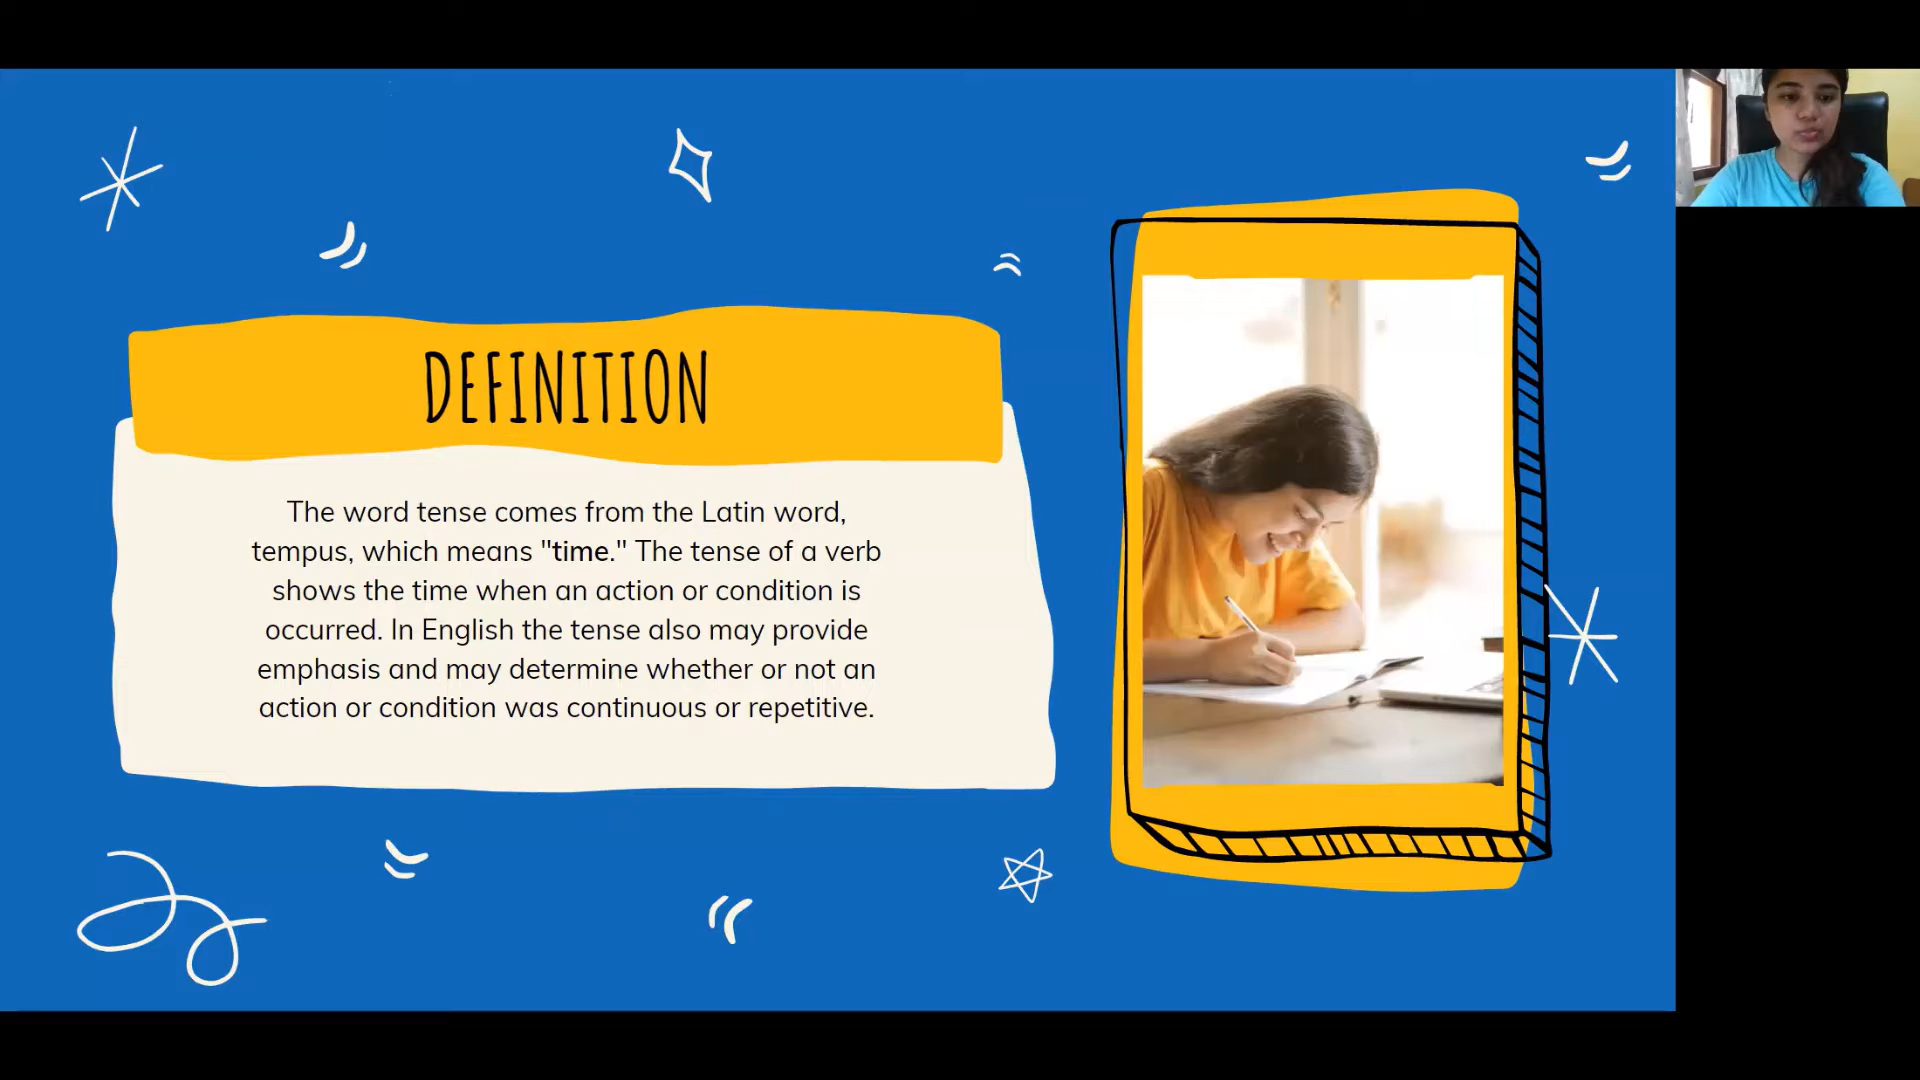 DEFINITION
The word tense comes from the Latin word,
tempus, which means "time." The tense of a verb
shows the time when an action or condition is
occurred. In English the tense also may provide
emphasis and may determine whether or not an
action or condition was continuous or repetitive.